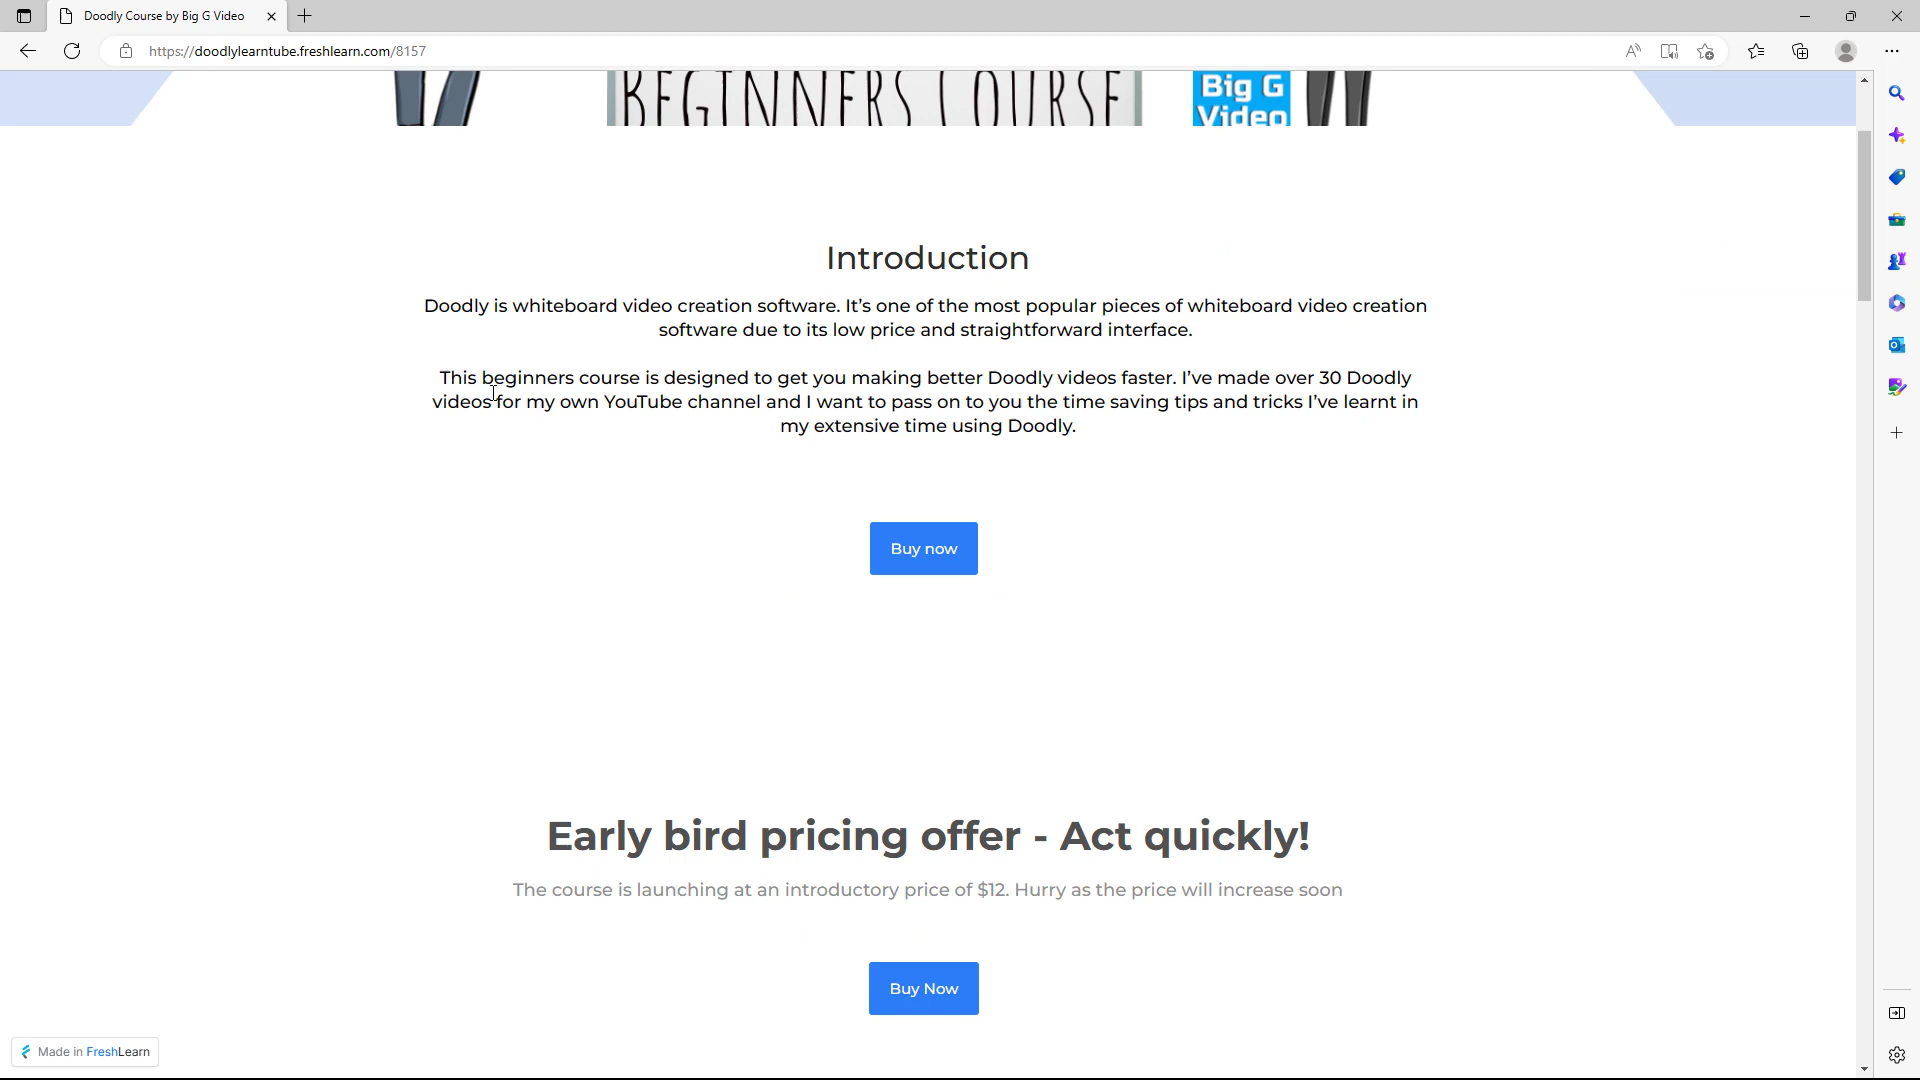 Doodly Course by Big G Video
https://doodlylearntube.freshlearn.com/8157
BEGINNERS COURSE
Big G
Video
Introduction
Doodly is whiteboard video creation software. It’s one of the most popular pieces of whiteboard video creation
software due to its low price and straightforward interface.
This beginners course is designed to get you making better Doodly videos faster. I’ve made over 30 Doodly
videos for my own YouTube channel and I want to pass on to you the time saving tips and tricks I’ve learnt in
my extensive time using Doodly.
Buy now
Early bird pricing offer - Act quickly!
The course is launching at an introductory price of $12. Hurry as the price will increase soon
Buy Now
Made in FreshLearn